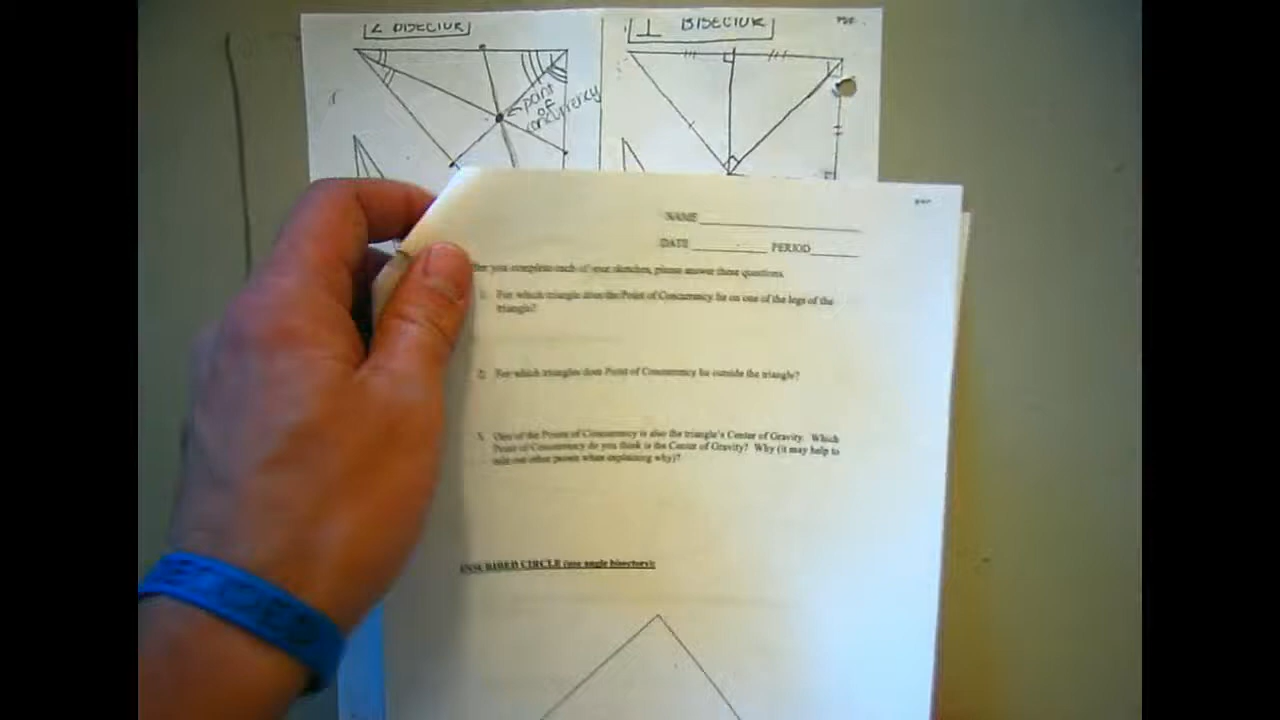 ∠ BISECTOR
⊥ BISECTOR
point
of
concurrency
NAME
DATE PERIOD
you complete each of your sketches, please answer these questions.
1. For which triangle does the Point of Concurrency lie on one of the legs of the
triangle?
2. For which triangles does Point of Concurrency lie outside the triangle?
3. One of the Points of Concurrency is also the triangle's Center of Gravity. Which
Point of Concurrency do you think is the Center of Gravity? Why (it may help to
rule out other points when explaining why)?
INSCRIBED CIRCLE (use angle bisectors):